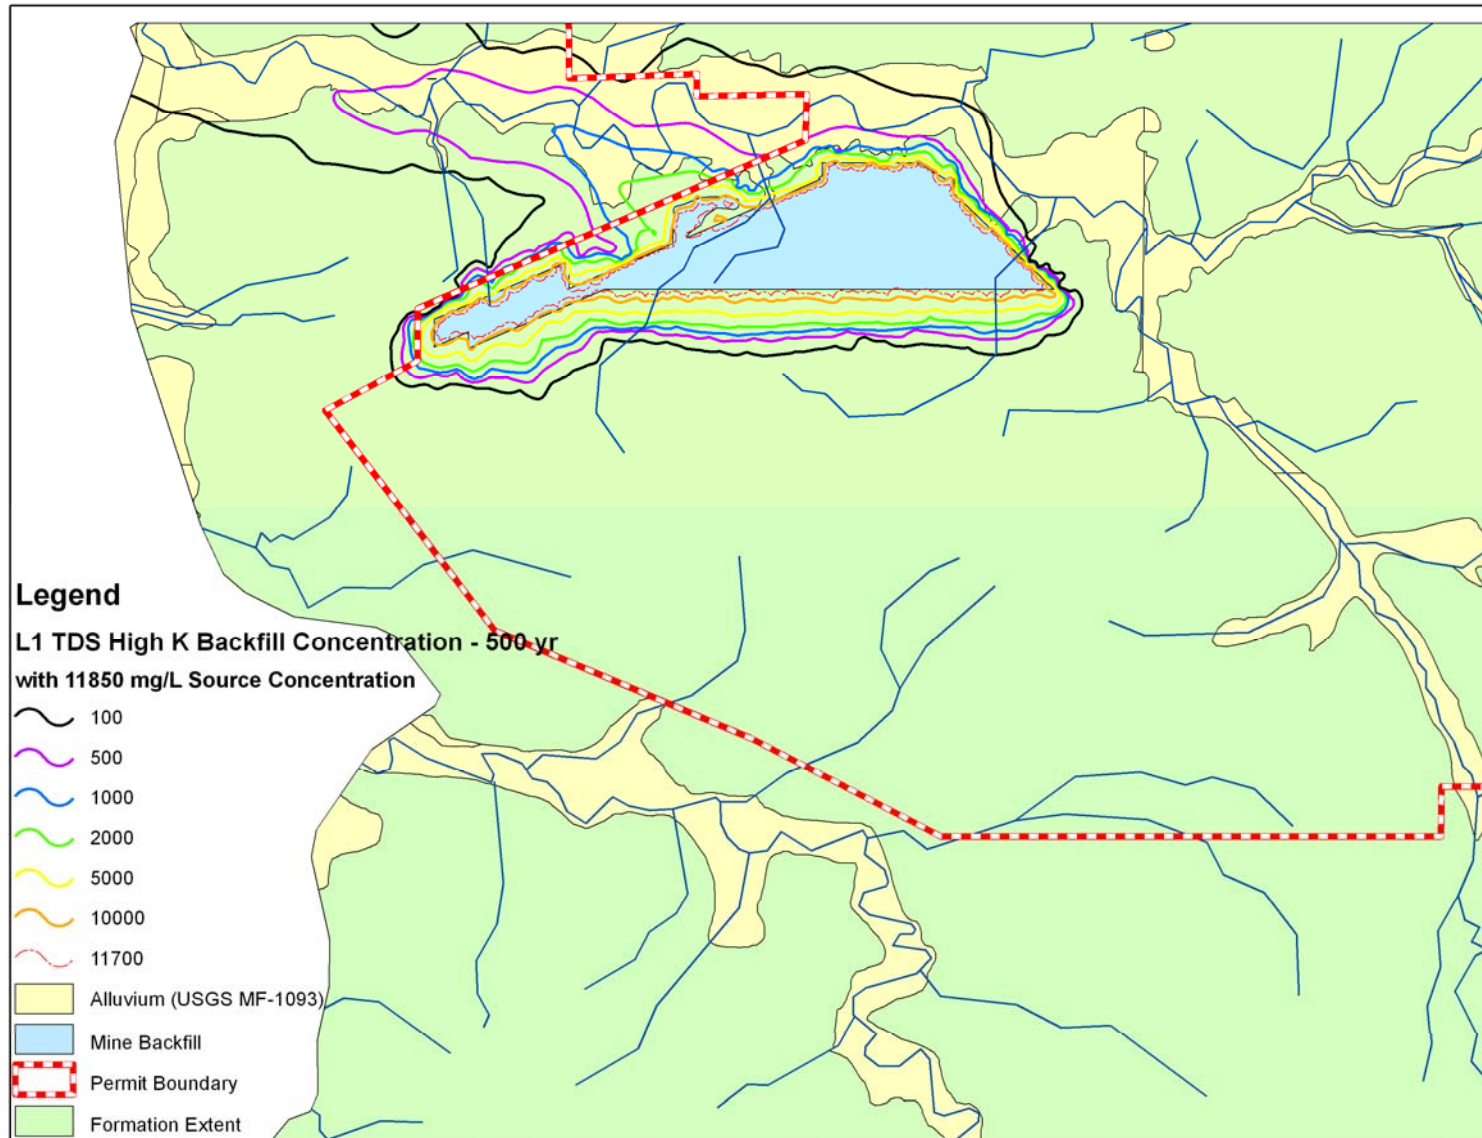 Legend
L1 TDS High K Backfill Concentration - 500 yr
with 11850 mg/L Source Concentration
100
500
1000
2000
5000
10000
11700
Alluvium (USGS MF-1093)
Mine Backfill
Permit Boundary
Formation Extent